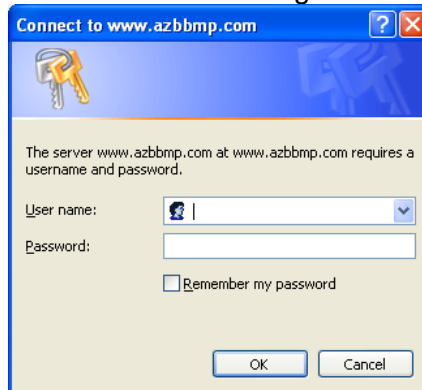 Connect to www.azbbmp.com
The server www.azbbmp.com at www.azbbmp.com requires a
username and password.
User name:
Password:
Remember my password
OK
Cancel